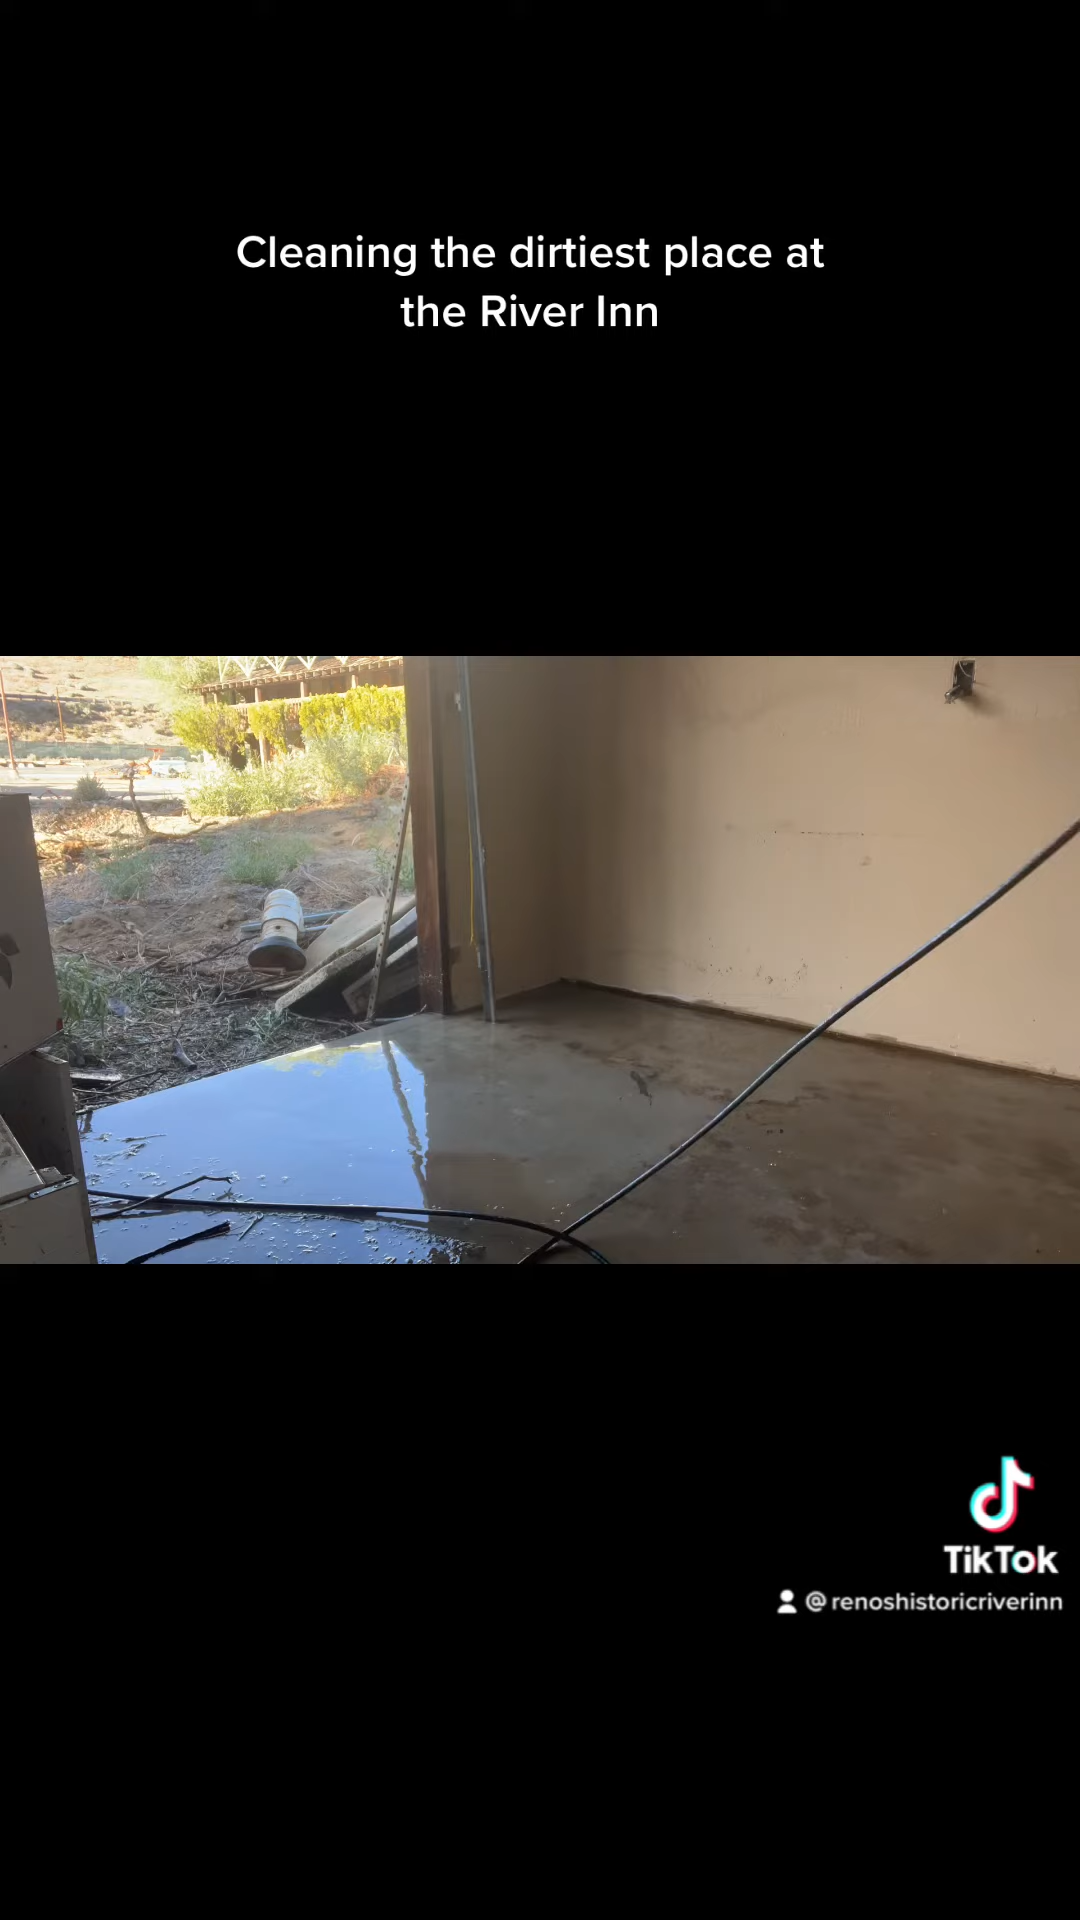 Cleaning the dirtiest place at
the River Inn
TikTok
@renoshistoricriverinn